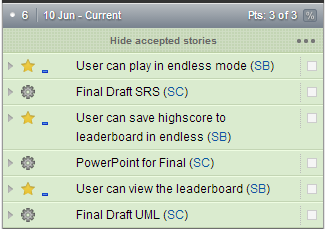 6 | 10 Jun - Current Pts: 3 of 3 %
Hide accepted stories
User can play in endless mode (SB)
Final Draft SRS (SC)
User can save highscore to
leaderboard in endless (SB)
PowerPoint for Final (SC)
User can view the leaderboard (SB)
Final Draft UML (SC)